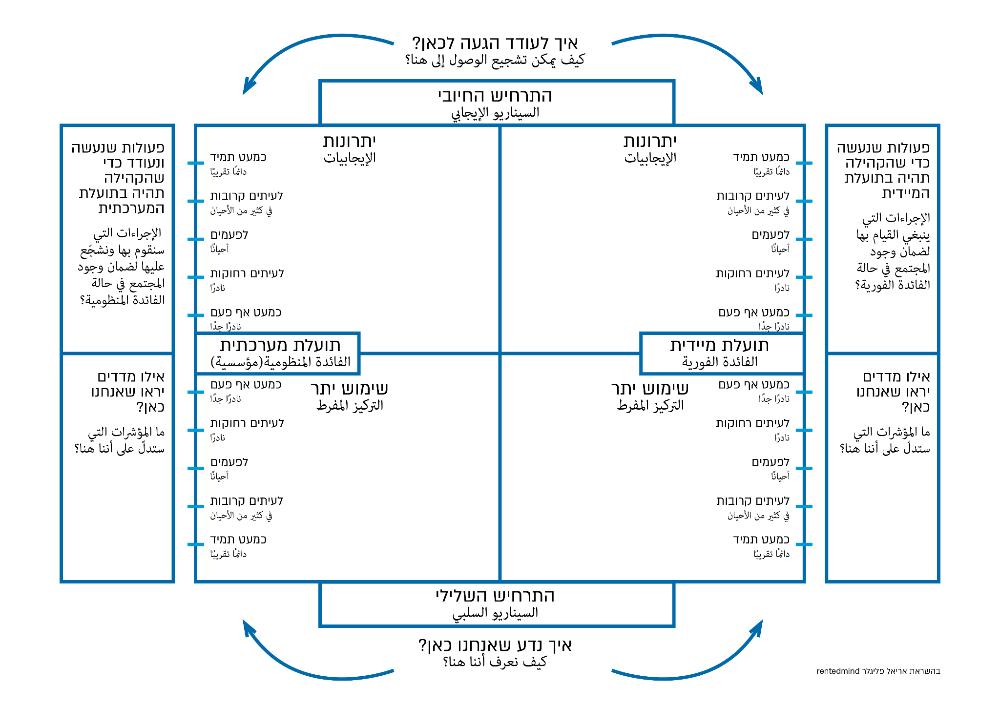 איך לעודד הגעה לכאן?
كيف يمكن تشجيع الوصول إلى هنا؟
התרחיש החיובי
السيناريو الإيجابي
פעולות שנעשה
כדי שהקהילה
תהיה בתועלת
המיידית
الإجراءات التي
ينبغي القيام بها
لضمان وجود
المجتمع في حالة
الفائدة الفورية؟
אילו מדדים
יראו שאנחנו
כאן?
ما المؤشرات التي
ستدلّ على أننا هنا؟
יתרונות
الإيجابيات
כמעט תמיד
دائمًا تقريبًا
לעיתים קרובות
في كثير من الأحيان
לפעמים
أحيانًا
לעיתים רחוקות
نادرًا
כמעט אף פעם
نادرًا جدًا
תועלת מיידית
الفائدة الفورية
שימוש יתר
التركيز المفرط
כמעט אף פעם
نادرًا جدًا
לעיתים רחוקות
نادرًا
לפעמים
أحيانًا
לעיתים קרובות
في كثير من الأحيان
כמעט תמיד
دائمًا تقريبًا
יתרונות
الإيجابيات
כמעט תמיד
دائمًا تقريبًا
לעיתים קרובות
في كثير من الأحيان
לפעמים
أحيانًا
לעיתים רחוקות
نادرًا
כמעט אף פעם
نادرًا جدًا
תועלת מערכתית
الفائدة المنظومية(مؤسسية)
שימוש יתר
التركيز المفرط
כמעט אף פעם
نادرًا جدًا
לעיתים רחוקות
نادرًا
לפעמים
أحيانًا
לעיתים קרובות
في كثير من الأحيان
כמעט תמיד
دائمًا تقريبًا
פעולות שנעשה
ונעודד כדי
שהקהילה
תהיה בתועלת
המערכתית
الإجراءات التي
سنقوم بها ونشجّع
عليها لضمان وجود
المجتمع في حالة
الفائدة المنظومية؟
אילו מדדים
יראו שאנחנו
כאן?
ما المؤشرات التي
ستدلّ على أننا هنا؟
התרחיש השלילי
السيناريو السلبي
איך נדע שאנחנו כאן?
كيف نعرف أننا هنا؟
בהשראת אריאל פליגלר rentedmind